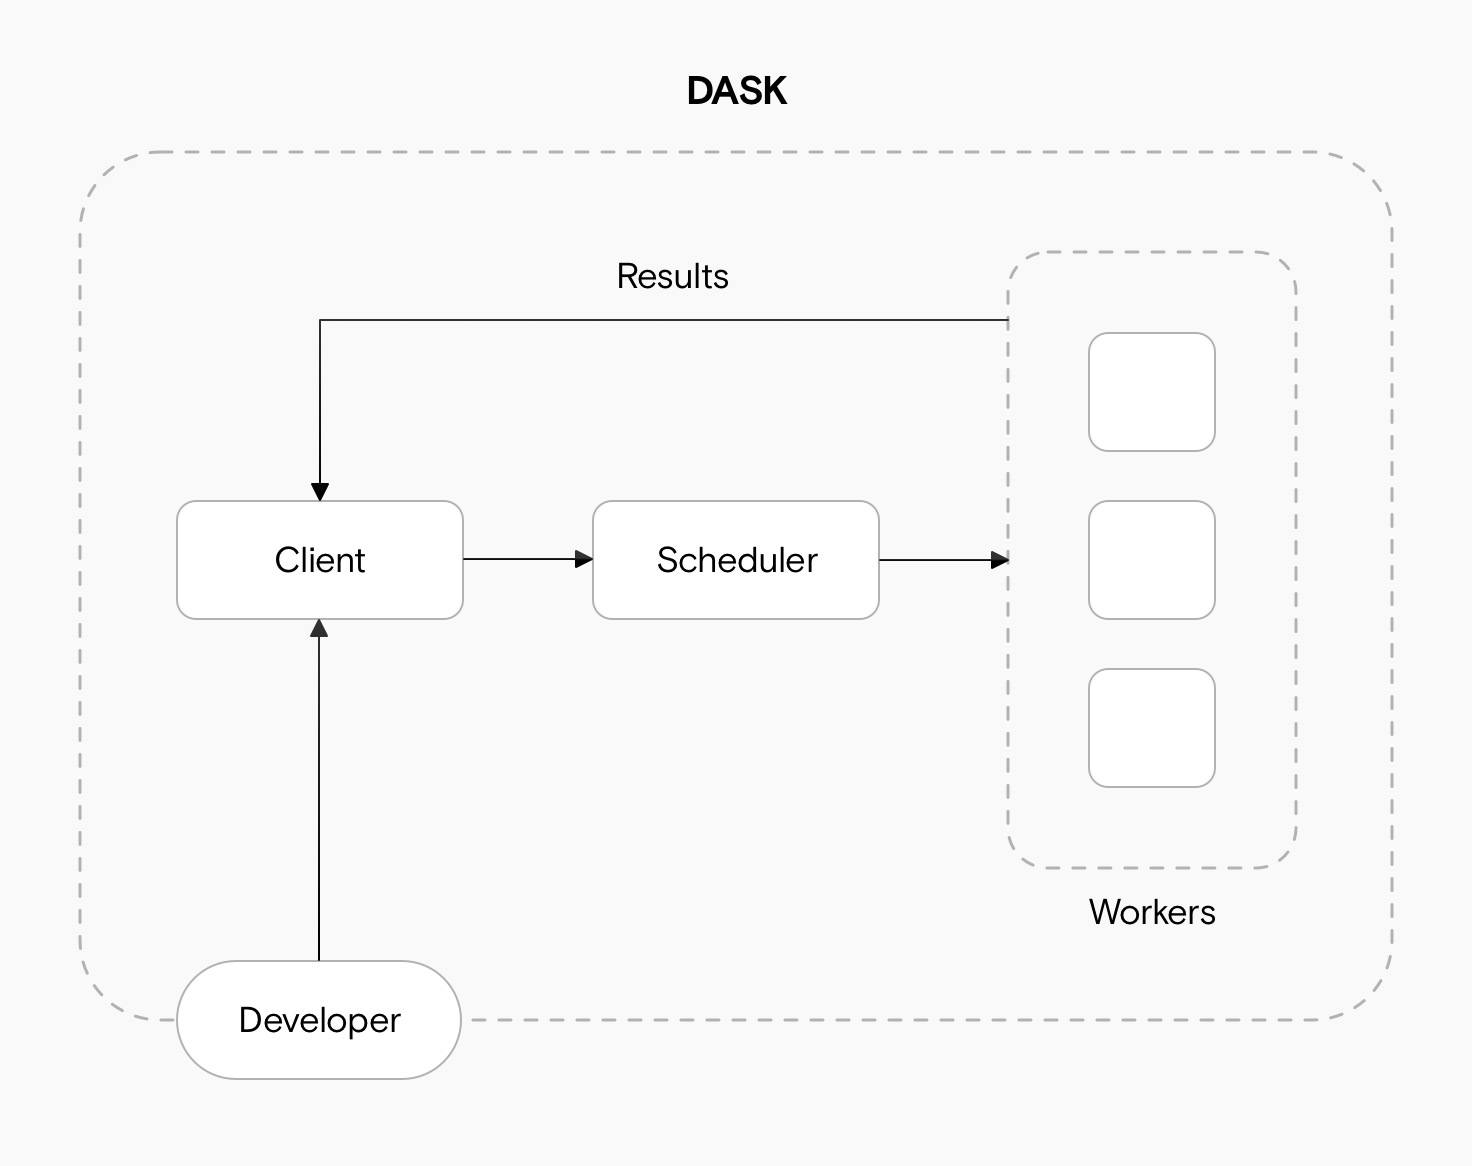 DASK
Results
Client
Scheduler
Workers
Developer